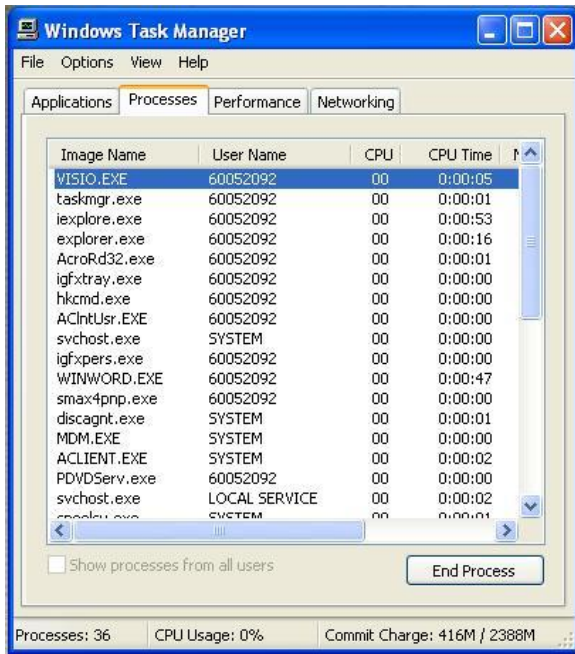 Windows Task Manager
File Options View Help
Applications Processes Performance Networking
Image Name User Name CPU CPU Time
VISIO.EXE 60052092 00 0:00:05
taskmgr.exe 60052092 00 0:00:01
iexplore.exe 60052092 00 0:00:53
explorer.exe 60052092 00 0:00:16
AcroRd32.exe 60052092 00 0:00:01
igfxtray.exe 60052092 00 0:00:00
hkcmd.exe 60052092 00 0:00:00
AClntUsr.EXE 60052092 00 0:00:00
svchost.exe SYSTEM 00 0:00:00
igfxpers.exe 60052092 00 0:00:00
WINWORD.EXE 60052092 00 0:00:47
smax4pnp.exe 60052092 00 0:00:00
discagnt.exe SYSTEM 00 0:00:01
MDM.EXE SYSTEM 00 0:00:00
ACLIENT.EXE SYSTEM 00 0:00:02
PDVDServ.exe 60052092 00 0:00:00
svchost.exe LOCAL SERVICE 00 0:00:02
SYSTEM 00 0:00:01
Show processes from all users
End Process
Processes: 36 CPU Usage: 0% Commit Charge: 416M / 2388M